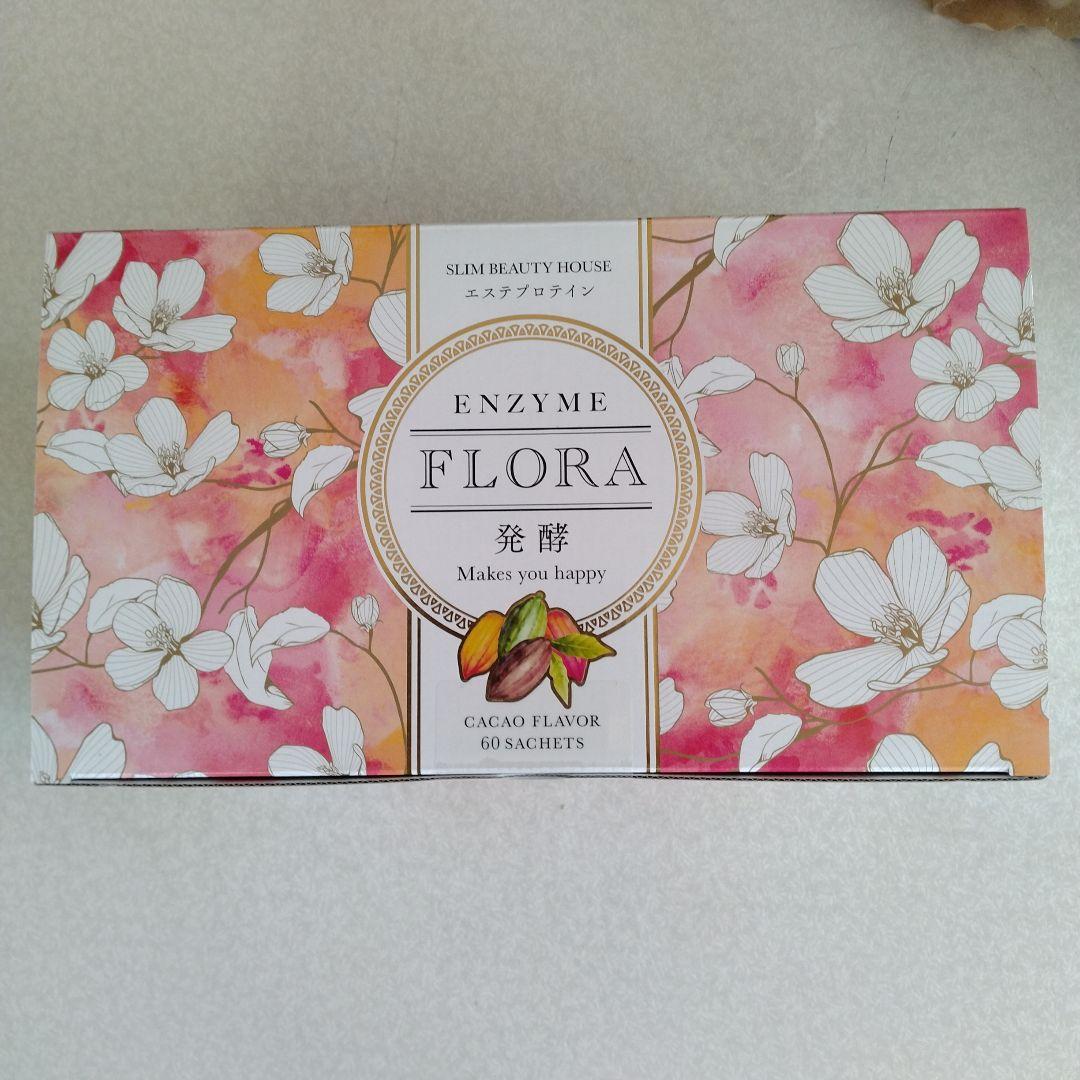 SLIM BEAUTY HOUSE
エステプロテイン
ENZYME
FLORA
発酵
Makes you happy
CACAO FLAVOR
60 SACHETS